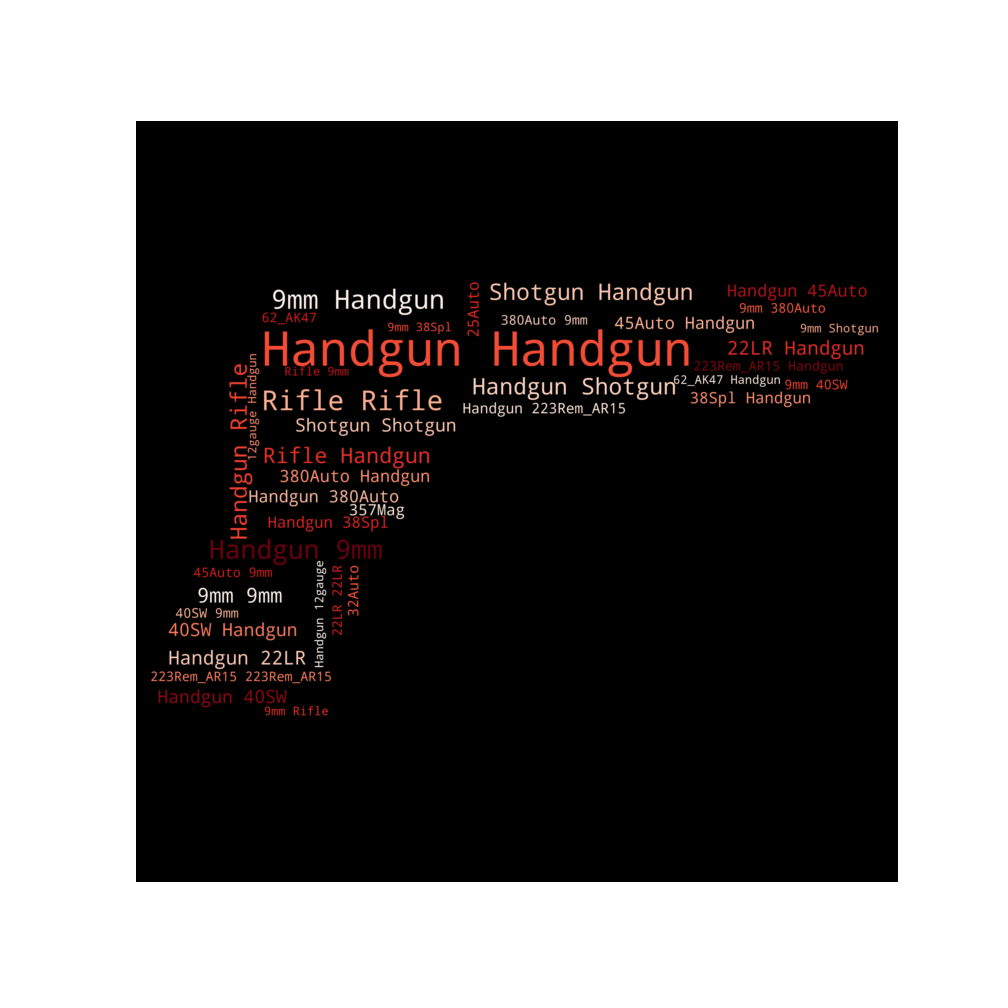 9mm Handgun
25Auto
Shotgun Handgun
Handgun 45Auto
62_AK47
9mm 38Spl
380Auto 9mm
45Auto Handgun
9mm 380Auto
9mm Shotgun
Handgun Handgun
22LR Handgun
Rifle 9mm
223Rem_AR15 Handgun
Handgun Rifle
12gauge Handgun
Rifle Rifle
Handgun Shotgun
62_AK47 Handgun
9mm 40SW
38Spl Handgun
Handgun 223Rem_AR15
Shotgun Shotgun
Rifle Handgun
380Auto Handgun
Handgun 380Auto
357Mag
Handgun 38Spl
Handgun 9mm
45Auto 9mm
Handgun 12gauge
22LR 22LR
32Auto
9mm 9mm
40SW 9mm
40SW Handgun
Handgun 22LR
223Rem_AR15 223Rem_AR15
Handgun 40SW
9mm Rifle